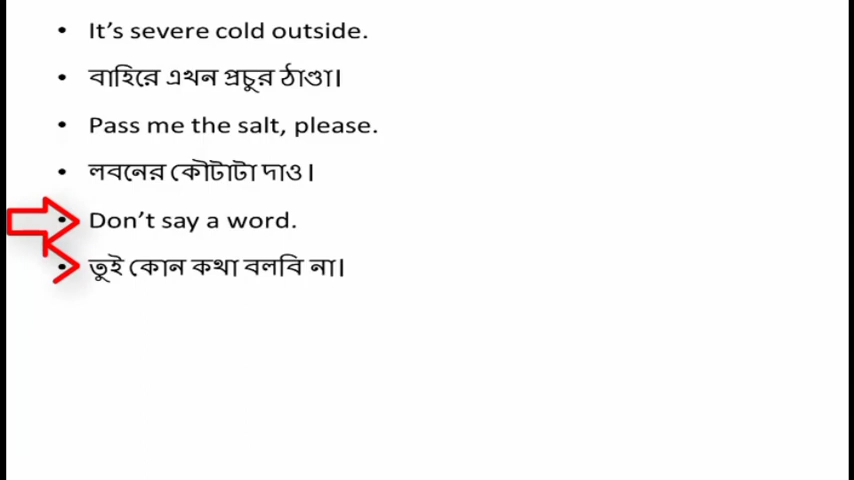 It's severe cold outside.
বাহিরে এখন প্রচুর ঠাণ্ডা।
Pass me the salt, please.
লবনের কৌটাটা দাও।
Don't say a word.
তুই কোন কথা বলবি না।